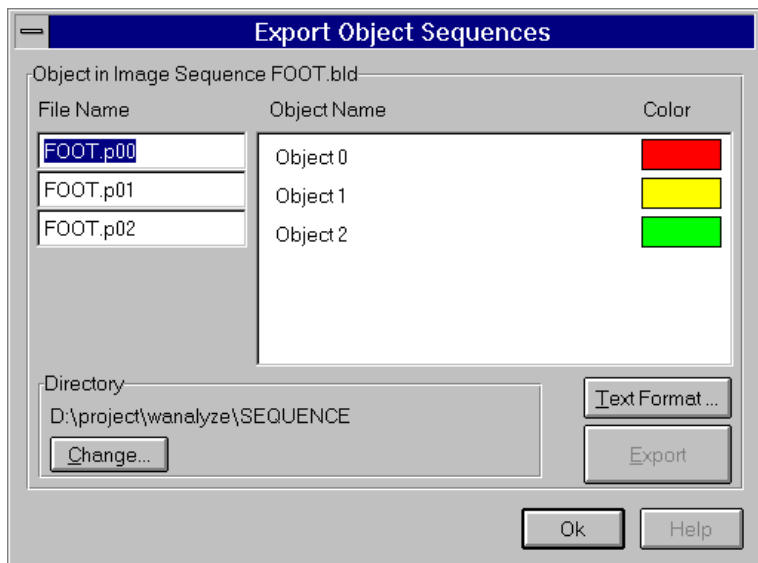 Export Object Sequences
Object in Image Sequence FOOT.bld
File Name Object Name Color
FOOT.p00 Object 0
FOOT.p01 Object 1
FOOT.p02 Object 2
Directory
D:\project\wanalyze\SEQUENCE
Text Format ...
Change...
Export
Ok Help